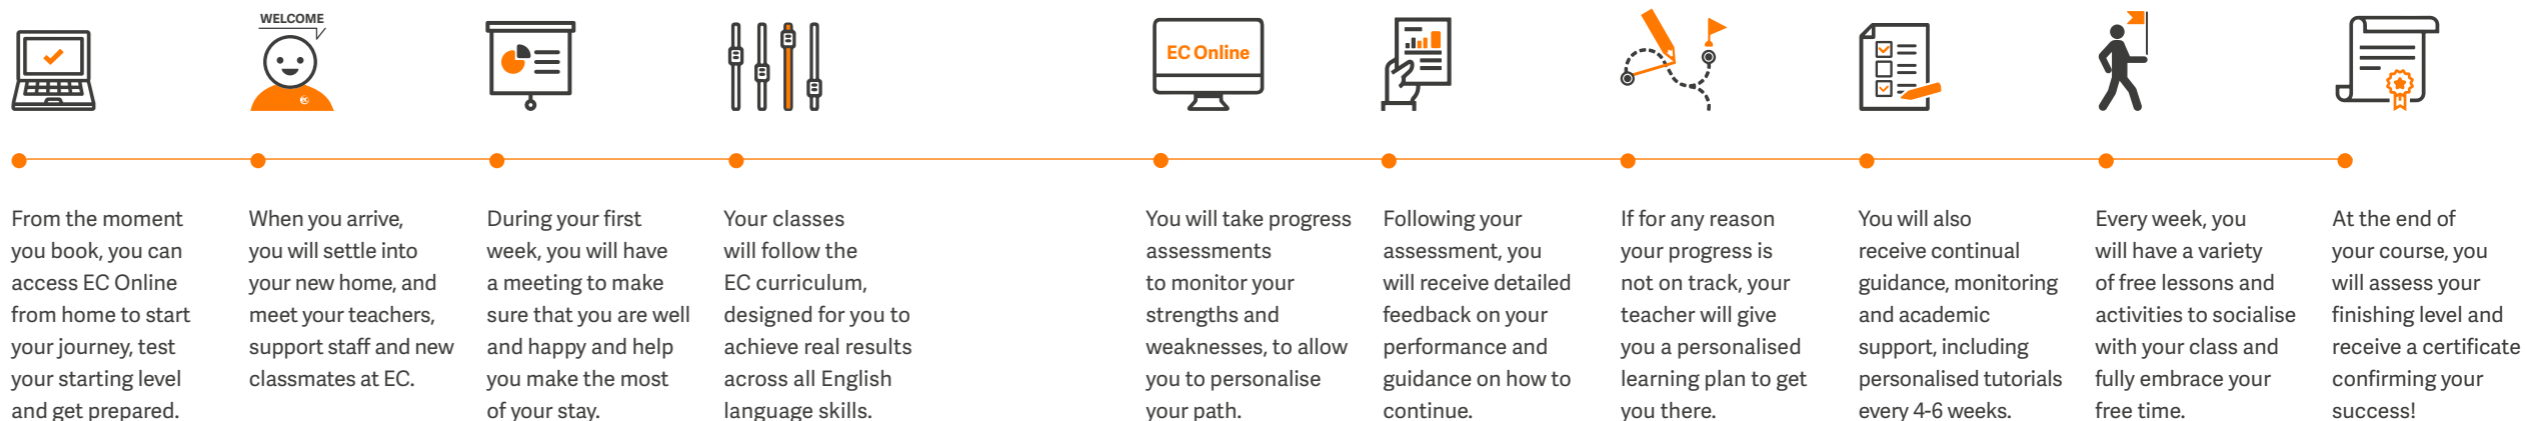 WELCOME
EC Online
From the moment
you book, you can
access EC Online
from home to start
your journey, test
your starting level
and get prepared.
When you arrive,
you will settle into
your new home, and
meet your teachers,
support staff and new
classmates at EC.
During your first
week, you will have
a meeting to make
sure that you are well
and happy and help
you make the most
of your stay.
Your classes
will follow the
EC curriculum,
designed for you to
achieve real results
across all English
language skills.
You will take progress
assessments
to monitor your
strengths and
weaknesses, to allow
you to personalise
your path.
Following your
assessment, you
will receive detailed
feedback on your
performance and
guidance on how to
continue.
If for any reason
your progress is
not on track, your
teacher will give
you a personalised
learning plan to get
you there.
You will also
receive continual
guidance, monitoring
and academic
support, including
personalised tutorials
every 4-6 weeks.
Every week, you
will have a variety
of free lessons and
activities to socialise
with your class and
fully embrace your
free time.
At the end of
your course, you
will assess your
finishing level and
receive a certificate
confirming your
success!